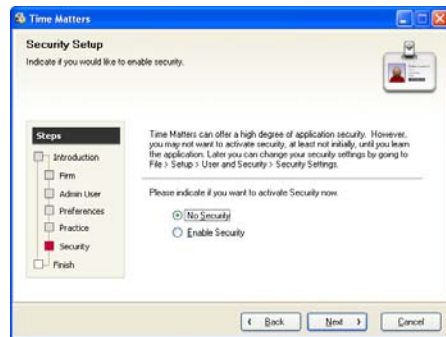 Time Matters
Security Setup
Indicate if you would like to enable security.
Steps
Introduction
Firm
Admin User
Preferences
Practice
Security
Finish
Time Matters can offer a high degree of application security. However,
you may not want to activate security, at least not initially, until you learn
the application. Later you can change your security settings by going to
File > Setup > User and Security > Security Settings.
Please indicate if you want to activate Security now.
No Security
Enable Security
Back
Next
Cancel